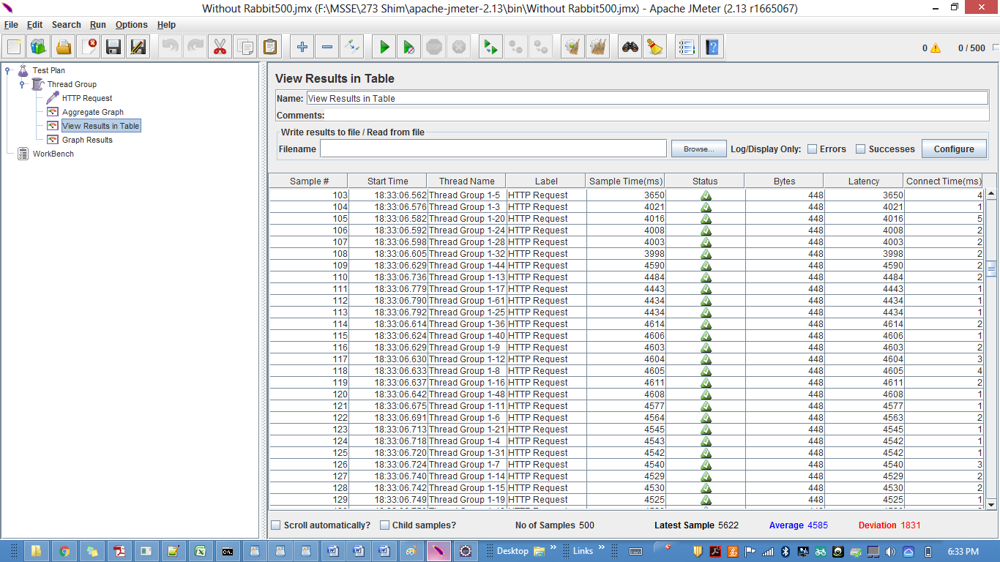 Without Rabbit500.jmx (F:\MSSE\273 Shim\apache-jmeter-2.13\bin\Without Rabbit500.jmx) - Apache JMeter (2.13 r1665067)
File Edit Search Run Options Help
0 0 / 500
Test Plan
Thread Group
HTTP Request
Aggregate Graph
View Results in Table
Graph Results
WorkBench
View Results in Table
Name: View Results in Table
Comments:
Write results to file / Read from file
Filename Browse... Log/Display Only: Errors Successes Configure
Sample # Start Time Thread Name Label Sample Time(ms) Status Bytes Latency Connect Time(ms)
103 18:33:06.562 Thread Group 1-5 HTTP Request 3650 448 3650 4
104 18:33:06.576 Thread Group 1-3 HTTP Request 4021 448 4021 1
105 18:33:06.582 Thread Group 1-20 HTTP Request 4016 448 4016 5
106 18:33:06.592 Thread Group 1-24 HTTP Request 4008 448 4008 2
107 18:33:06.598 Thread Group 1-28 HTTP Request 4003 448 4003 2
108 18:33:06.605 Thread Group 1-32 HTTP Request 3998 448 3998 2
109 18:33:06.629 Thread Group 1-44 HTTP Request 4590 448 4590 2
110 18:33:06.736 Thread Group 1-13 HTTP Request 4484 448 4484 2
111 18:33:06.779 Thread Group 1-17 HTTP Request 4443 448 4443 1
112 18:33:06.790 Thread Group 1-61 HTTP Request 4434 448 4434 1
113 18:33:06.792 Thread Group 1-25 HTTP Request 4434 448 4434 1
114 18:33:06.614 Thread Group 1-36 HTTP Request 4614 448 4614 2
115 18:33:06.624 Thread Group 1-40 HTTP Request 4606 448 4606 1
116 18:33:06.629 Thread Group 1-9 HTTP Request 4603 448 4603 2
117 18:33:06.630 Thread Group 1-12 HTTP Request 4604 448 4604 3
118 18:33:06.633 Thread Group 1-8 HTTP Request 4605 448 4605 4
119 18:33:06.637 Thread Group 1-16 HTTP Request 4611 448 4611 2
120 18:33:06.642 Thread Group 1-48 HTTP Request 4608 448 4608 1
121 18:33:06.675 Thread Group 1-11 HTTP Request 4577 448 4577 1
122 18:33:06.691 Thread Group 1-6 HTTP Request 4564 448 4563 2
123 18:33:06.713 Thread Group 1-21 HTTP Request 4545 448 4545 1
124 18:33:06.718 Thread Group 1-4 HTTP Request 4543 448 4542 1
125 18:33:06.720 Thread Group 1-31 HTTP Request 4542 448 4542 1
126 18:33:06.724 Thread Group 1-7 HTTP Request 4540 448 4540 3
127 18:33:06.740 Thread Group 1-14 HTTP Request 4529 448 4529 2
128 18:33:06.742 Thread Group 1-15 HTTP Request 4530 448 4530 2
129 18:33:06.749 Thread Group 1-19 HTTP Request 4525 448 4525 1
Scroll automatically? Child samples? No of Samples 500 Latest Sample 5622 Average 4585 Deviation 1831
Desktop » Links » 6:33 PM